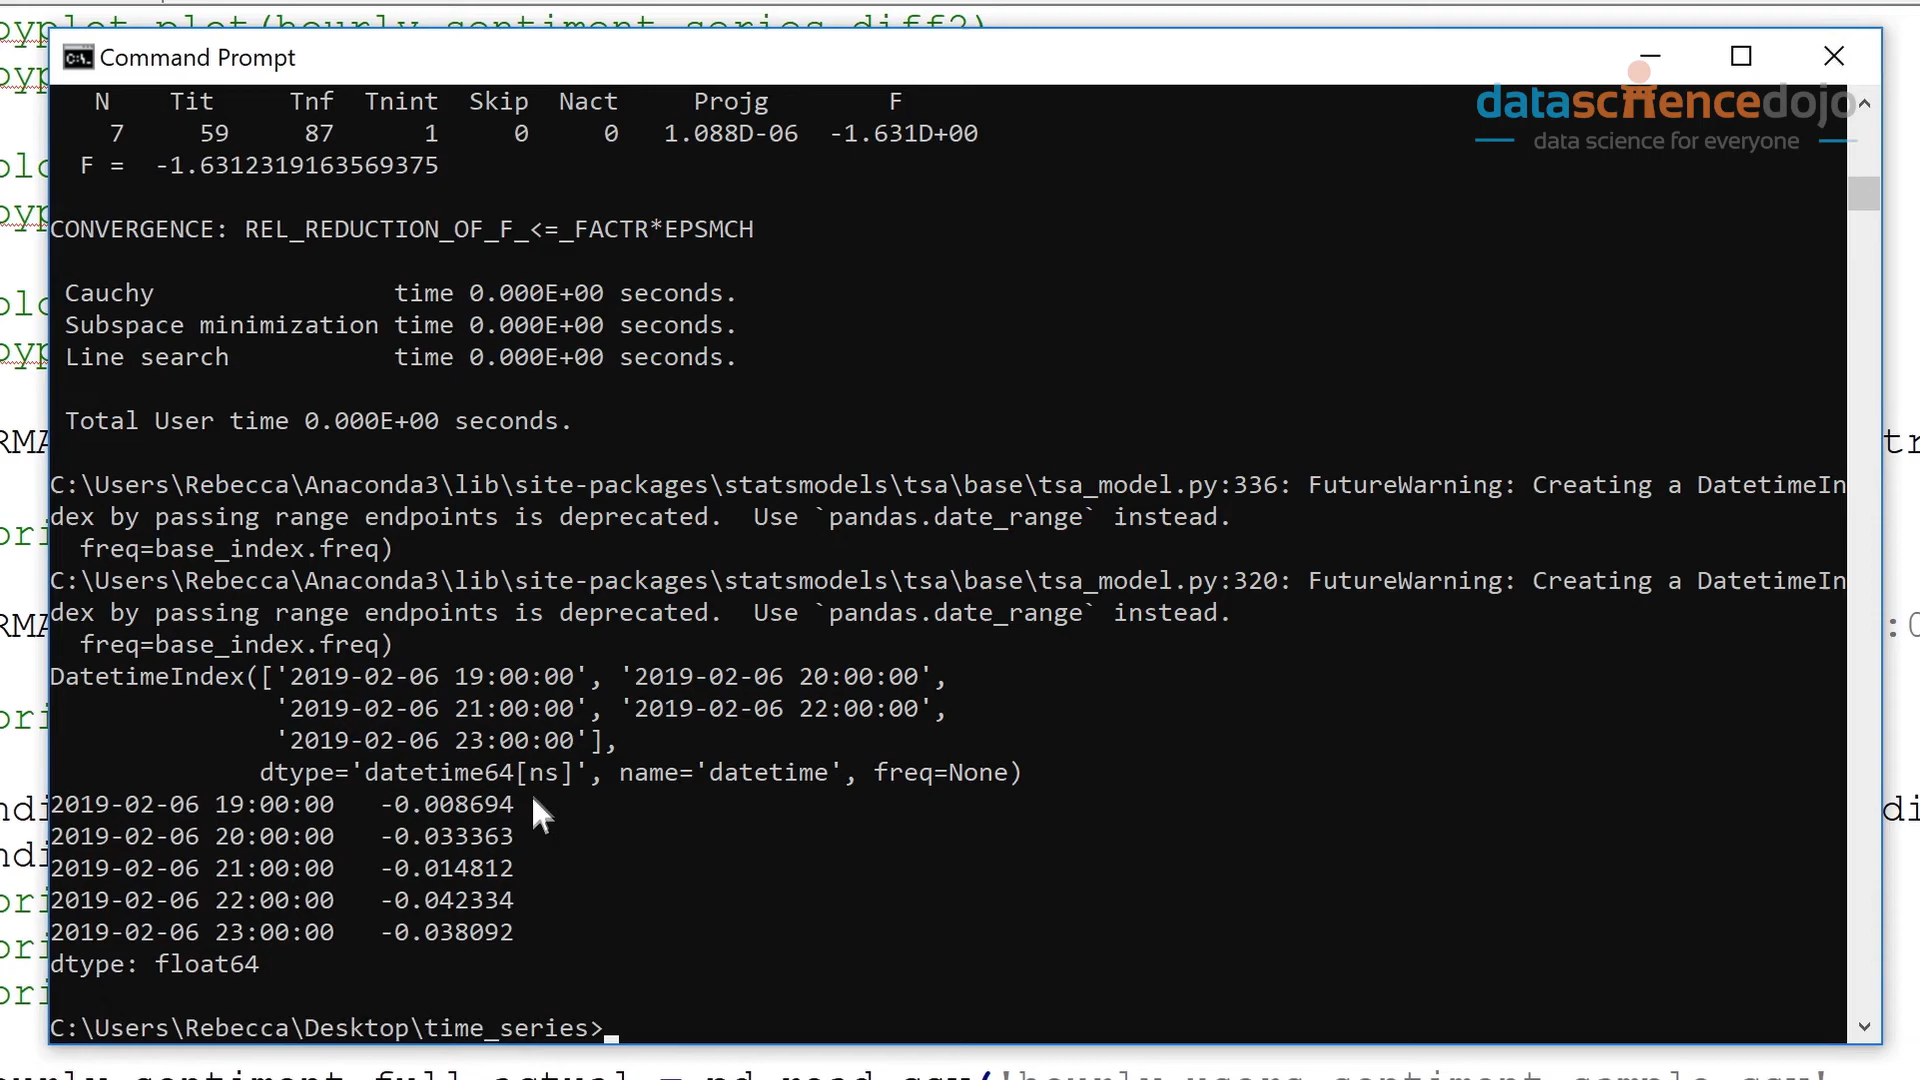 pyplot.plot(hourly_sentiment_series_diff2)
Command Prompt
datasciencedojo
data science for everyone
N Tit Tnf Tnint Skip Nact Projg F
7 59 87 1 0 0 1.088D-06 -1.631D+00
F = -1.6312319163569375
CONVERGENCE: REL_REDUCTION_OF_F_<=_FACTR*EPSMCH
Cauchy time 0.000E+00 seconds.
Subspace minimization time 0.000E+00 seconds.
Line search time 0.000E+00 seconds.
Total User time 0.000E+00 seconds.
C:\Users\Rebecca\Anaconda3\lib\site-packages\statsmodels\tsa\base\tsa_model.py:336: FutureWarning: Creating a DatetimeIn
dex by passing range endpoints is deprecated.  Use `pandas.date_range` instead.
freq=base_index.freq)
C:\Users\Rebecca\Anaconda3\lib\site-packages\statsmodels\tsa\base\tsa_model.py:320: FutureWarning: Creating a DatetimeIn
dex by passing range endpoints is deprecated.  Use `pandas.date_range` instead.
freq=base_index.freq)
DatetimeIndex(['2019-02-06 19:00:00', '2019-02-06 20:00:00',
'2019-02-06 21:00:00', '2019-02-06 22:00:00',
'2019-02-06 23:00:00'],
dtype='datetime64[ns]', name='datetime', freq=None)
2019-02-06 19:00:00 -0.008694
2019-02-06 20:00:00 -0.033363
2019-02-06 21:00:00 -0.014812
2019-02-06 22:00:00 -0.042334
2019-02-06 23:00:00 -0.038092
dtype: float64
C:\Users\Rebecca\Desktop\time_series>
ourly_sentiment_full_actual = pd.read_csv('hourly_users_sentiment_sample.csv'